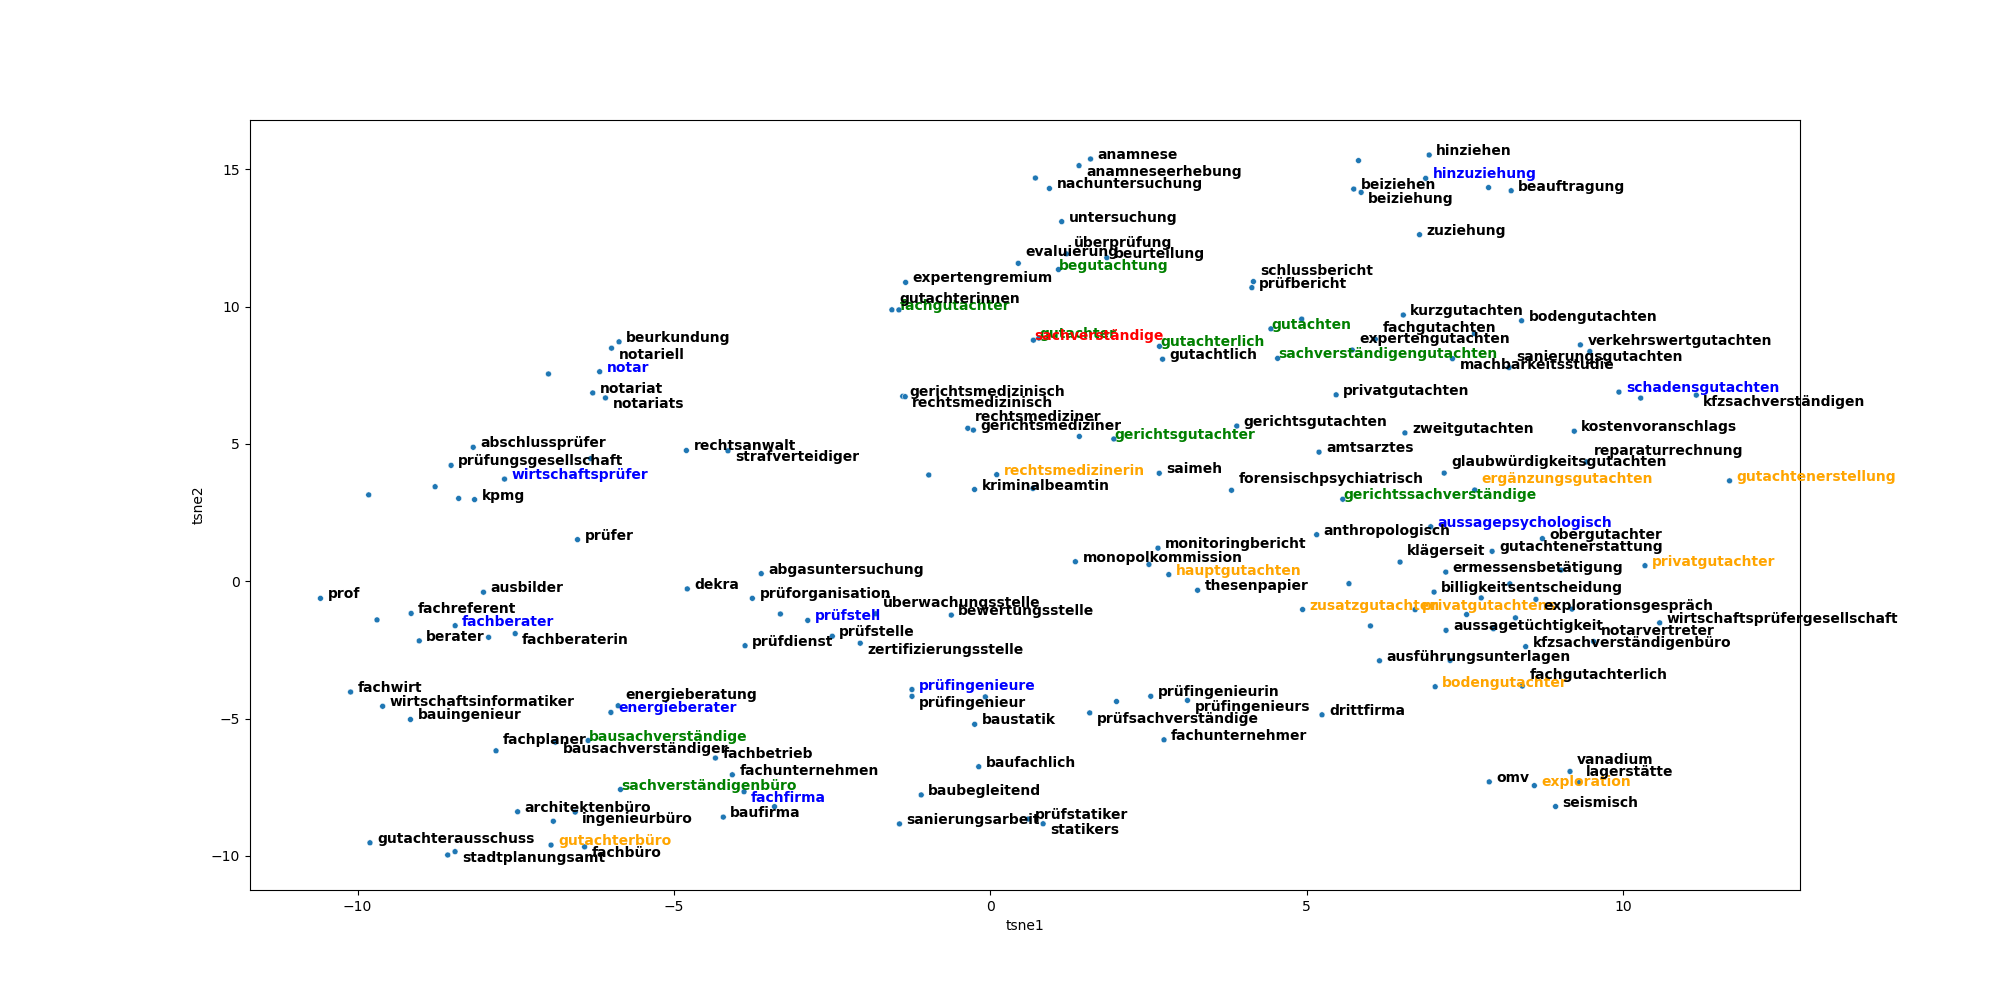 anamnese
hinziehen
anamneseerhebung
hinzuziehung
nachuntersuchung
beiziehen
beauftragung
beiziehung
untersuchung
zuziehung
überprüfung
evaluierung
beurteilung
begutachtung
expertengremium
schlussbericht
prüfbericht
gutachterinnen
fachgutachter
kurzgutachten
bodengutachten
gutachten
fachgutachten
gutachter
sachverständige
beurkundung
expertengutachten
verkehrswertgutachten
gutachterlich
notariell
gutachtlich
sachverständigengutachten
sanierungsgutachten
machbarkeitsstudie
notar
notariat
notariats
gerichtsmedizinisch
rechtsmedizinisch
privatgutachten
schadensgutachten
kfzsachverständigen
rechtsmediziner
gerichtsmediziner
gerichtsgutachter
gerichtsgutachten
zweitgutachten
kostenvoranschlags
abschlussprüfer
rechtsanwalt
strafverteidiger
amtsarztes
reparaturrechnung
prüfungsgesellschaft
glaubwürdigkeitsgutachten
wirtschaftsprüfer
rechtsmedizinerin
saimeh
forensischpsychiatrisch
ergänzungsgutachten
gutachtenerstellung
kpmg
kriminalbeamtin
gerichtssachverständige
aussagepsychologisch
prüfer
anthropologisch
obergutachter
monitoringbericht
klägerseit
gutachtenerstattung
monopolkommission
privatgutachter
abgasuntersuchung
hauptgutachten
ermessensbetätigung
prof
ausbilder
dekra
prüforganisation
thesenpapier
billigkeitsentscheidung
fachreferent
überwachungsstelle
bewertungsstelle
zusatzgutachten
privatgutachtens
explorationsgespräch
fachberater
prüfstell
aussagetüchtigkeit
wirtschaftsprüfergesellschaft
berater
fachberaterin
prüfdienst
prüfstelle
zertifizierungsstelle
notarvertreter
kfzsachverständigenbüro
ausführungsunterlagen
fachwirt
energieberatung
prüfingenieure
prüfingenieurin
bodengutachter
fachgutachterlich
wirtschaftsinformatiker
energieberater
prüfingenieur
prüfingenieurs
bauingenieur
baustatik
prüfsachverständige
drittfirma
fachplaner
bausachverständige
bausachverständiger
fachbetrieb
fachunternehmer
fachunternehmen
baufachlich
vanadium
lagerstätte
sachverständigenbüro
fachfirma
baubegleitend
omv
exploration
seismisch
architektenbüro
ingenieurbüro
baufirma
sanierungsarbeit
prüfstatiker
statikers
gutachterausschuss
gutachterbüro
stadtplanungsamt
fachbüro
15
10
5
0
−5
−10
tsne2
−10
−5
0
5
10
tsne1